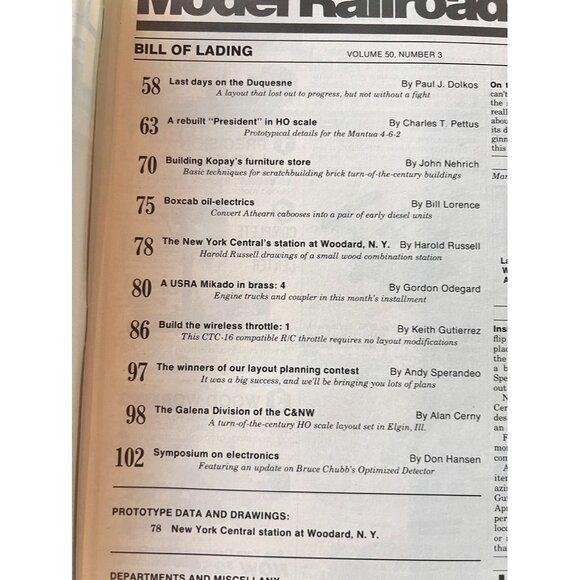 Model Railroad
BILL OF LADING
VOLUME 50, NUMBER 3
58 Last days on the Duquesne By Paul J. Dolkos
A layout that lost out to progress, but not without a fight
63 A rebuilt "President" in HO scale By Charles T. Pettus
Prototypical details for the Mantua 4-6-2
70 Building Kopay's furniture store By John Nehrich
Basic techniques for scratchbuilding brick turn-of-the-century buildings
75 Boxcab oil-electrics By Bill Lorence
Convert Athearn cabooses into a pair of early diesel units
78 The New York Central's station at Woodard, N. Y. By Harold Russell
Harold Russell drawings of a small wood combination station
80 A USRA Mikado in brass: 4 By Gordon Odegard
Engine trucks and coupler in this month's installment
86 Build the wireless throttle: 1 By Keith Gutierrez
This CTC-16 compatible R/C throttle requires no layout modifications
97 The winners of our layout planning contest By Andy Sperandeo
It was a big success, and we'll be bringing you lots of plans
98 The Galena Division of the C&NW By Alan Cerny
A turn-of-the-century HO scale layout set in Elgin, Ill.
102 Symposium on electronics By Don Hansen
Featuring an update on Bruce Chubb's Optimized Detector
PROTOTYPE DATA AND DRAWINGS:
78 New York Central station at Woodard, N. Y.
DEPARTMENTS AND MISCELLANY